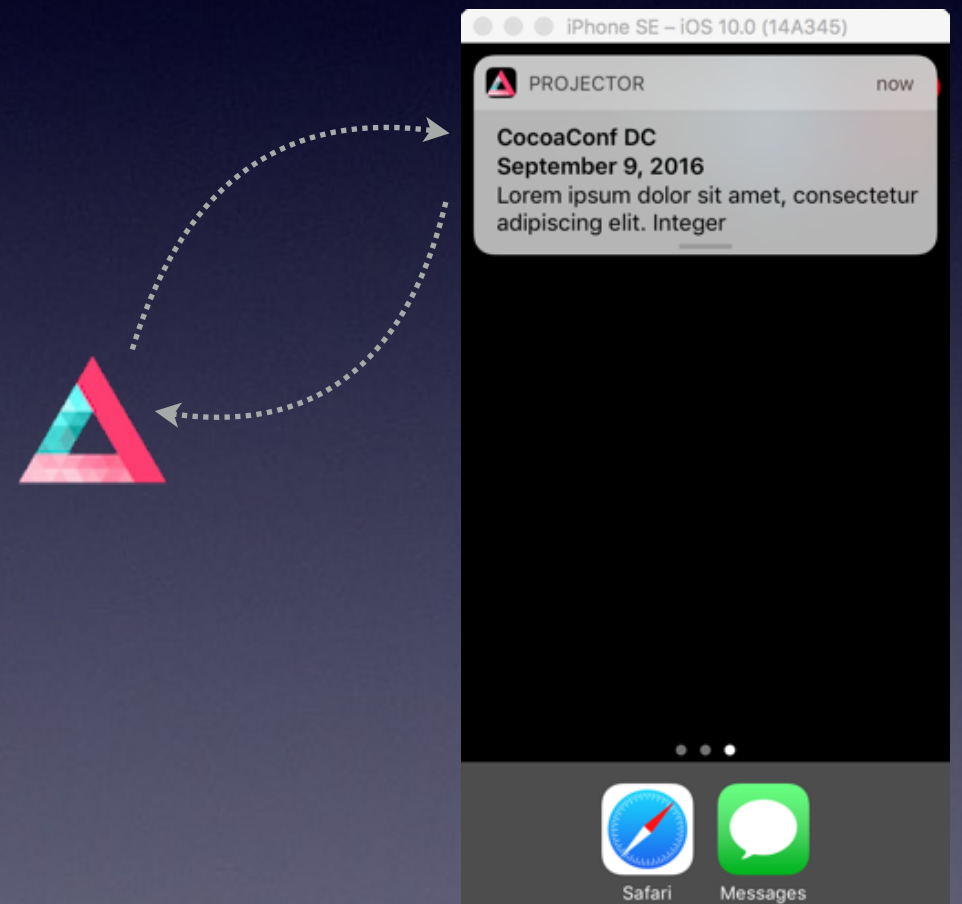 iPhone SE – iOS 10.0 (14A345)
PROJECTOR now
CocoaConf DC
September 9, 2016
Lorem ipsum dolor sit amet, consectetur
adipiscing elit. Integer
Safari Messages